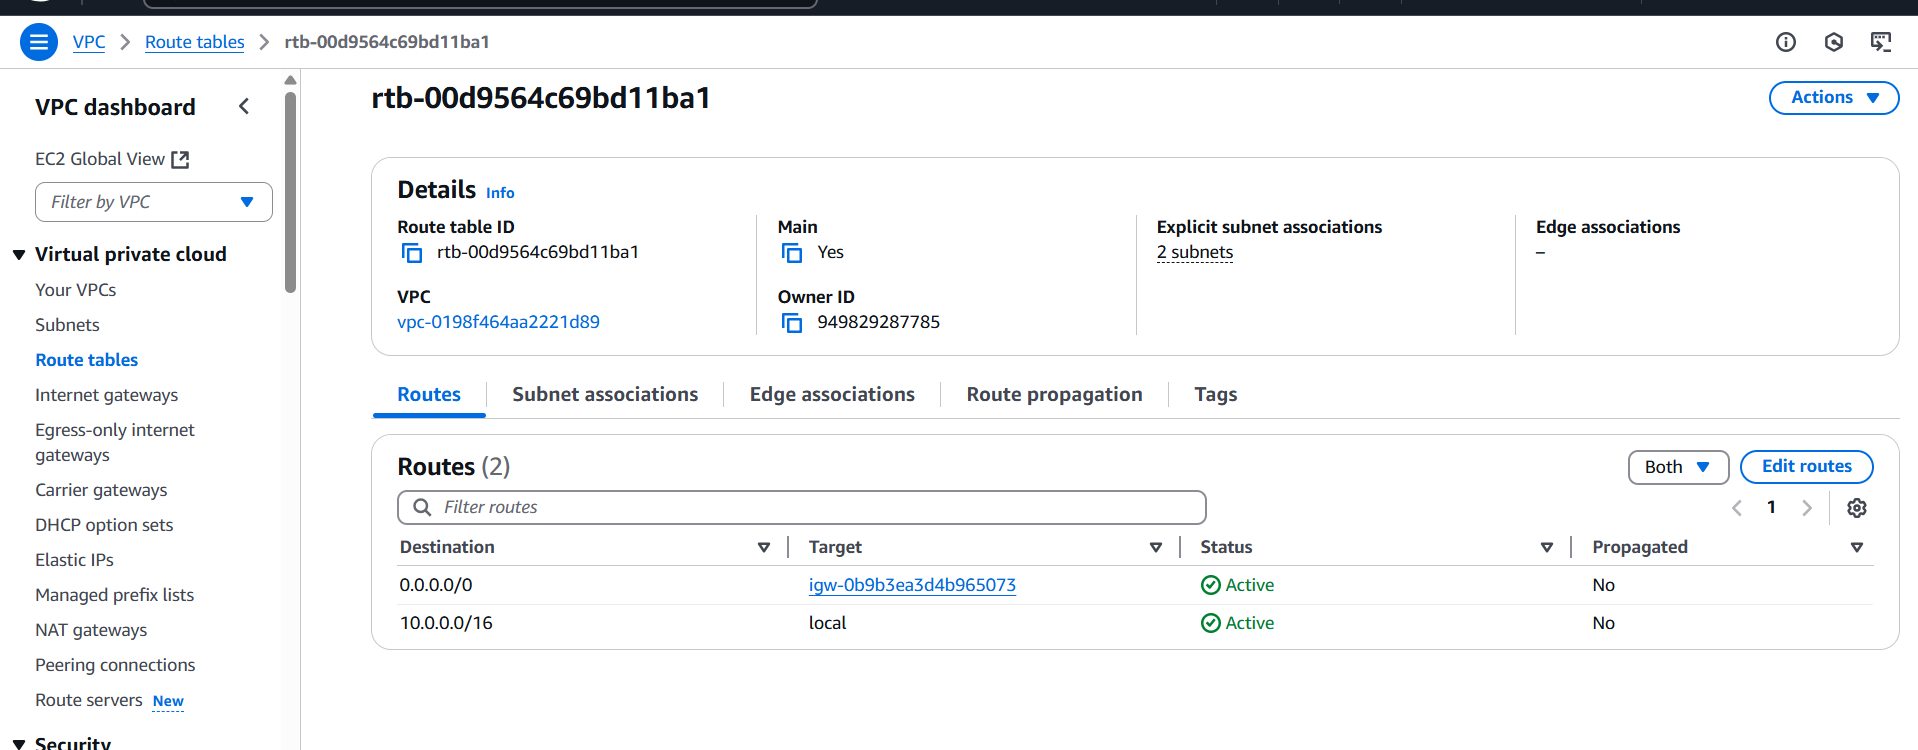 VPC > Route tables > rtb-00d9564c69bd11ba1
VPC dashboard
EC2 Global View
Filter by VPC
Virtual private cloud
Your VPCs
Subnets
Route tables
Internet gateways
Egress-only internet
gateways
Carrier gateways
DHCP option sets
Elastic IPs
Managed prefix lists
NAT gateways
Peering connections
Route servers New
Security
rtb-00d9564c69bd11ba1
Actions
Details Info
Route table ID
rtb-00d9564c69bd11ba1
Main
Yes
Explicit subnet associations
2 subnets
Edge associations
–
VPC
vpc-0198f464aa2221d89
Owner ID
949829287785
Routes Subnet associations Edge associations Route propagation Tags
Routes (2)
Both
Edit routes
Filter routes
1
Destination Target Status Propagated
0.0.0.0/0 igw-0b9b3ea3d4b965073 Active No
10.0.0.0/16 local Active No